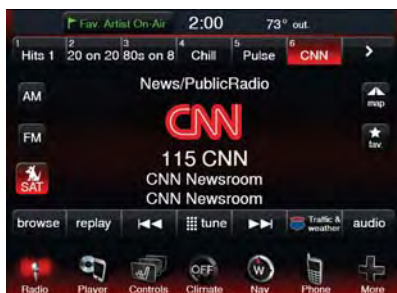 Fav. Artist On-Air 2:00 73° out.
1 Hits 1 2 20 on 20 3 80s on 8 4 Chill 5 Pulse 6 CNN >
News/PublicRadio
AM map
CNN
FM fav.
115 CNN
SAT CNN Newsroom
CNN Newsroom
browse replay tune Traffic & weather audio
OFF W
Radio Player Controls Climate Nav Phone More